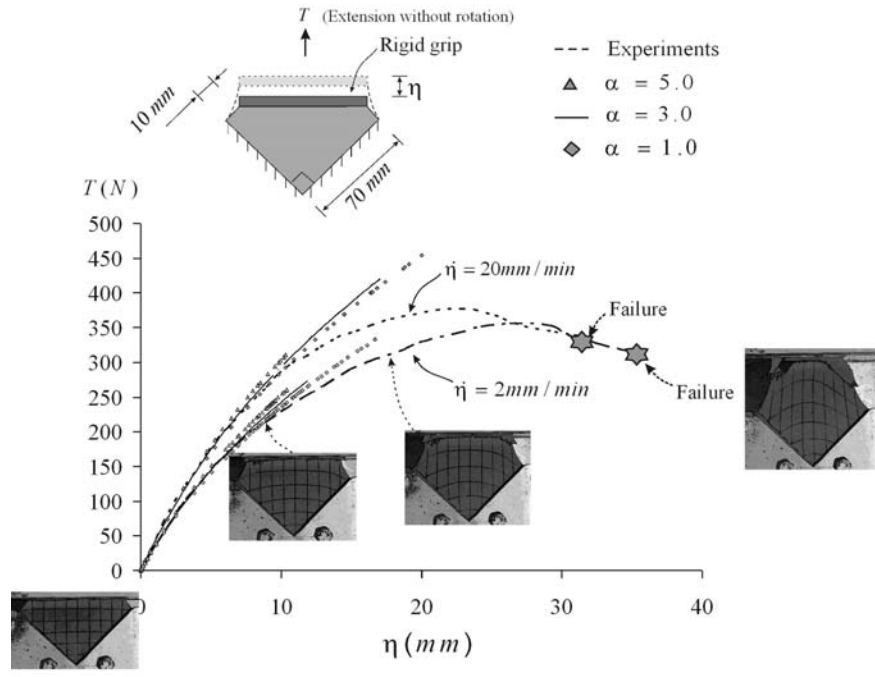 T (Extension without rotation)
Rigid grip
η
10 mm
70 mm
--- Experiments
α = 5.0
α = 3.0
α = 1.0
T(N)
500
450
400
350
300
250
200
150
100
50
0
η̇ = 20mm / min
Failure
η̇ = 2mm / min
Failure
0
10
20
30
40
η(mm)